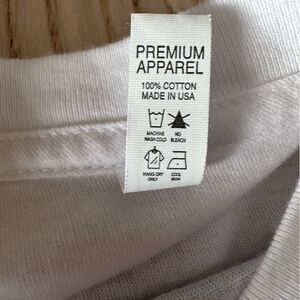 PREMIUM
APPAREL
100% COTTON
MADE IN USA
MACHINE
WASH COLD
NO
BLEACH
HANG DRY
ONLY
COOL
IRON